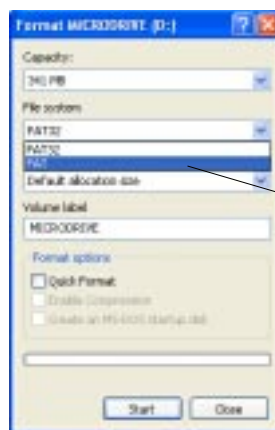 Format MICRODRIVE (D:)
Capacity:
341 MB
File system
FAT32
FAT32
FAT
Default allocation size
Volume label
MICRODRIVE
Format options
Quick Format
Enable Compression
Create an MS-DOS startup disk
Start
Close